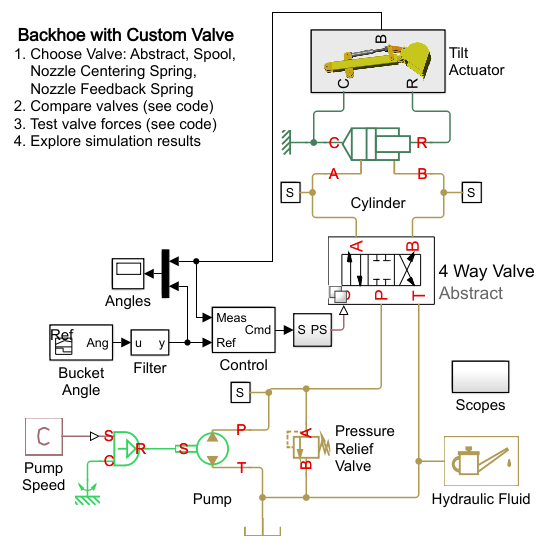 Backhoe with Custom Valve
1. Choose Valve: Abstract, Spool,
Nozzle Centering Spring,
Nozzle Feedback Spring
2. Compare valves (see code)
3. Test valve forces (see code)
4. Explore simulation results
B
C
R
Tilt
Actuator
C
R
A
B
S
S
Cylinder
A
B
P
T
4 Way Valve
Abstract
Angles
Meas
Ref
Cmd
Control
S PS
Ref
Ang
Bucket
Angle
u
y
Filter
S
Scopes
C
Pump
Speed
S
C
R
S
P
T
Pump
A
B
Pressure
Relief
Valve
Hydraulic Fluid